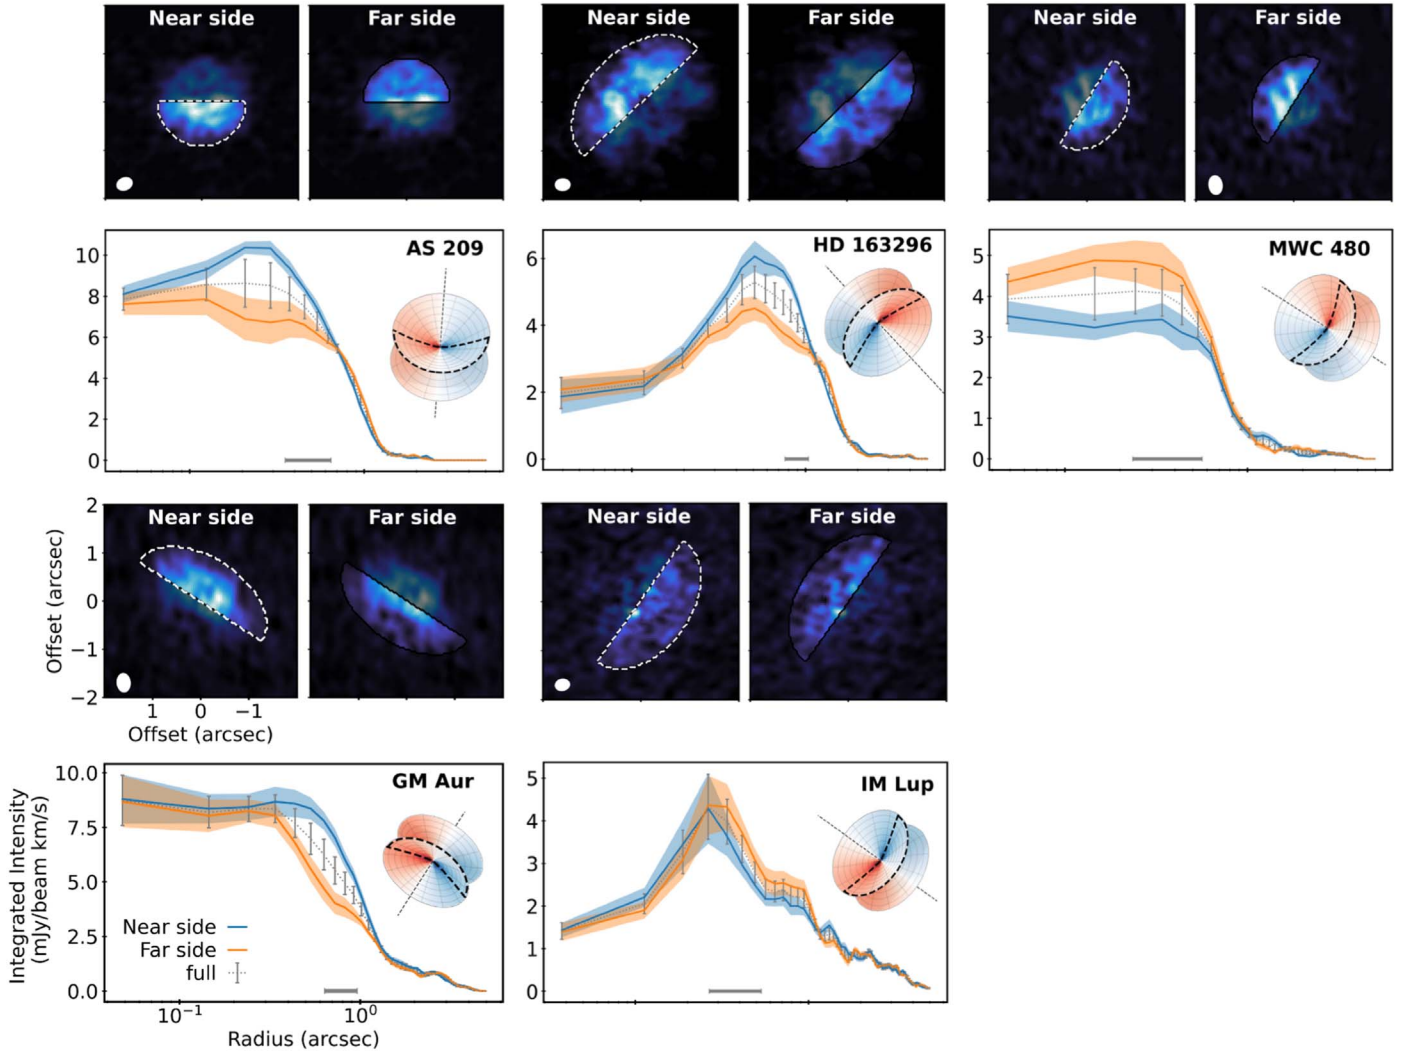 Near side Far side Near side Far side Near side Far side
AS 209 HD 163296 MWC 480
10
8
6
4
2
0
6
4
2
0
5
4
3
2
1
0
Near side Far side Near side Far side
2
1
0
−1
−2
Offset (arcsec)
1 0 −1
Offset (arcsec)
GM Aur IM Lup
10.0
7.5
5.0
2.5
0.0
Integrated Intensity
(mJy/beam km/s)
Near side
Far side
full
5
4
3
2
1
0
10⁻¹ 10⁰
Radius (arcsec)